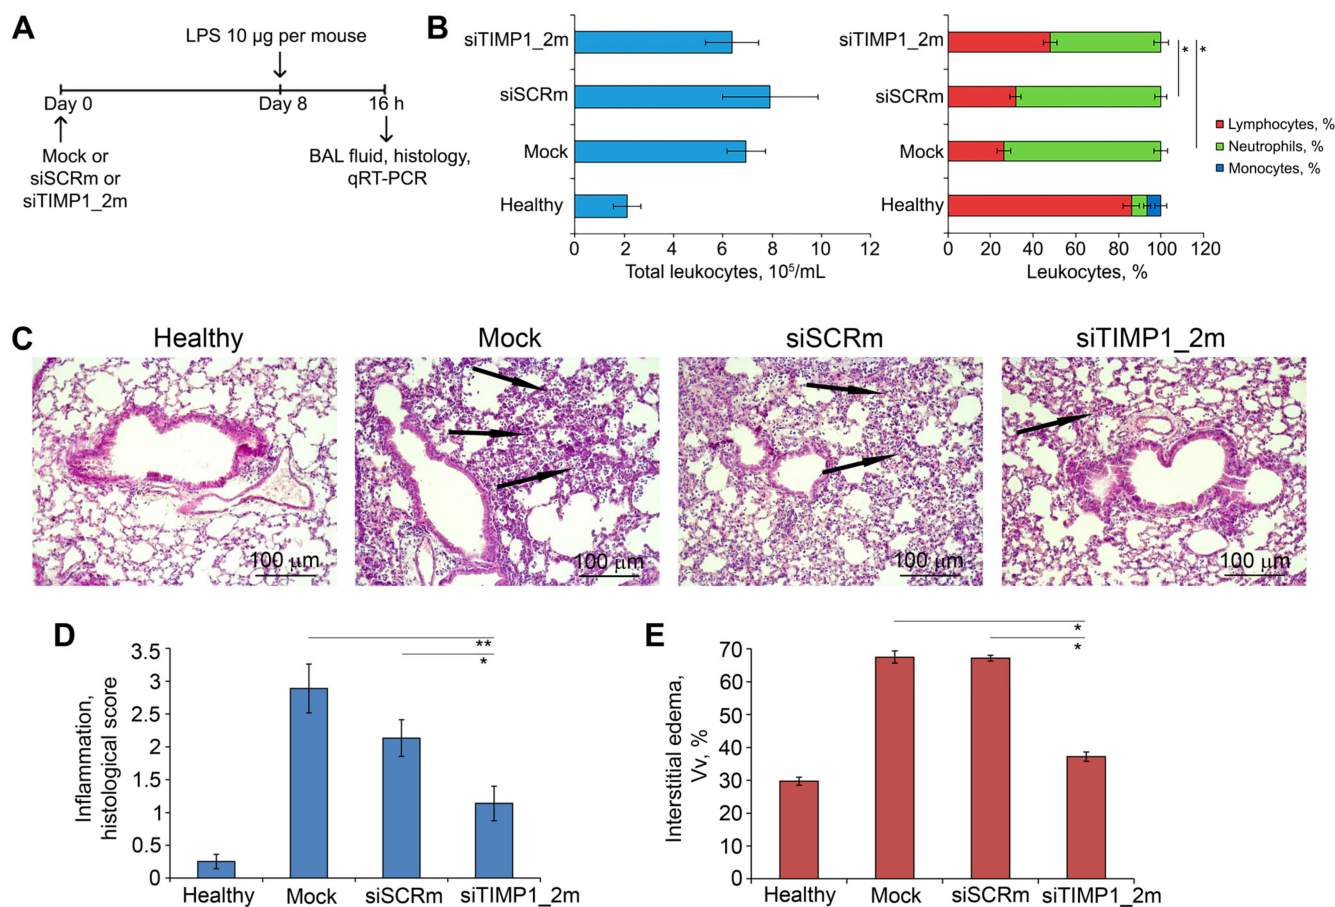 A
LPS 10 µg per mouse
Day 0
Day 8
16 h
Mock or
siSCRm or
siTIMP1_2m
BAL fluid, histology,
qRT-PCR
B
siTIMP1_2m
siSCRm
Mock
Healthy
0 2 4 6 8 10 12
Total leukocytes, 10⁵/mL
siTIMP1_2m
siSCRm
Mock
Healthy
0 20 40 60 80 100 120
Leukocytes, %
* *
Lymphocytes, %
Neutrophils, %
Monocytes, %
C
Healthy
100 µm
Mock
100 µm
siSCRm
100 µm
siTIMP1_2m
100 µm
D
Inflammation,
histological score
3.5
3
2.5
2
1.5
1
0.5
0
**
*
Healthy Mock siSCRm siTIMP1_2m
E
Interstitial edema,
Vv, %
70
60
50
40
30
20
10
0
*
*
Healthy Mock siSCRm siTIMP1_2m